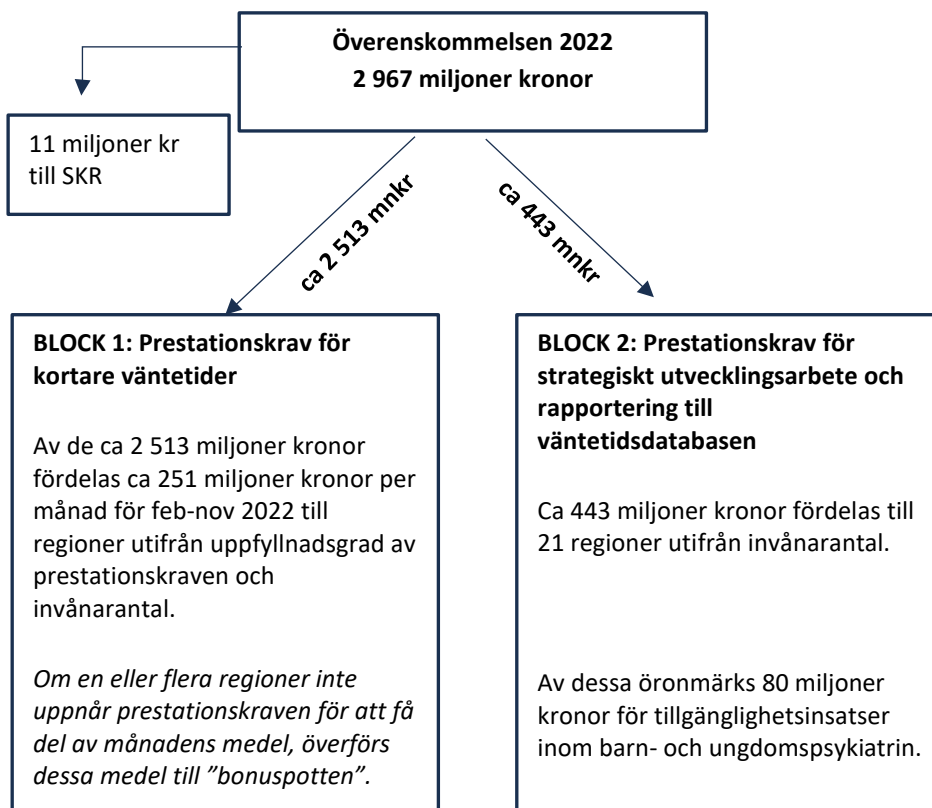 Överenskommelsen 2022
2 967 miljoner kronor
11 miljoner kr
till SKR
ca 2 513 mnkr
ca 443 mnkr
BLOCK 1: Prestationskrav för
kortare väntetider
Av de ca 2 513 miljoner kronor
fördelas ca 251 miljoner kronor per
månad för feb-nov 2022 till
regioner utifrån uppfyllnadsgrad av
prestationskraven och
invånarantal.
Om en eller flera regioner inte
uppnår prestationskraven för att få
del av månadens medel, överförs
dessa medel till ”bonuspotten”.
BLOCK 2: Prestationskrav för
strategiskt utvecklingsarbete och
rapportering till
väntetidsdatabasen
Ca 443 miljoner kronor fördelas till
21 regioner utifrån invånarantal.
Av dessa öronmärks 80 miljoner
kronor för tillgänglighetsinsatser
inom barn- och ungdomspsykiatrin.